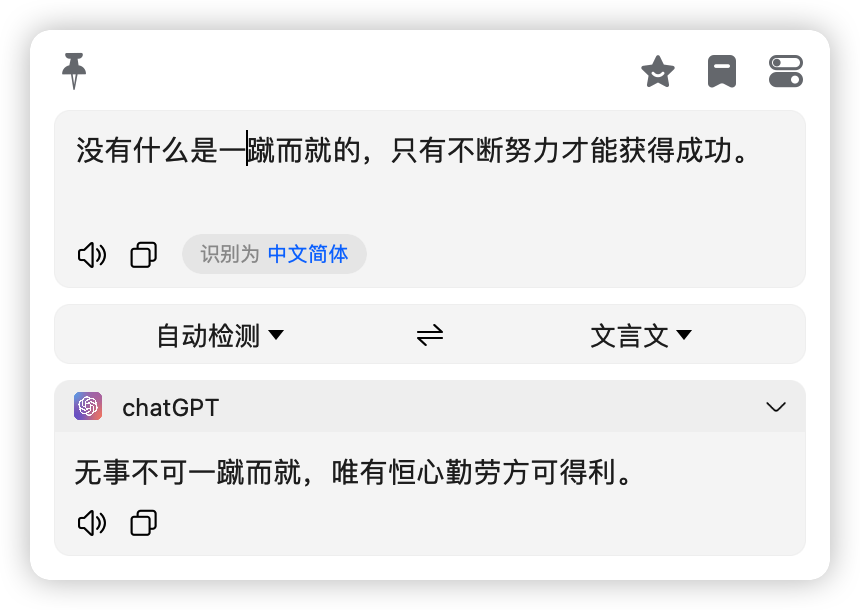 没有什么是一蹴而就的，只有不断努力才能获得成功。
识别为 中文简体
自动检测 文言文
chatGPT
无事不可一蹴而就，唯有恒心勤劳方可得利。